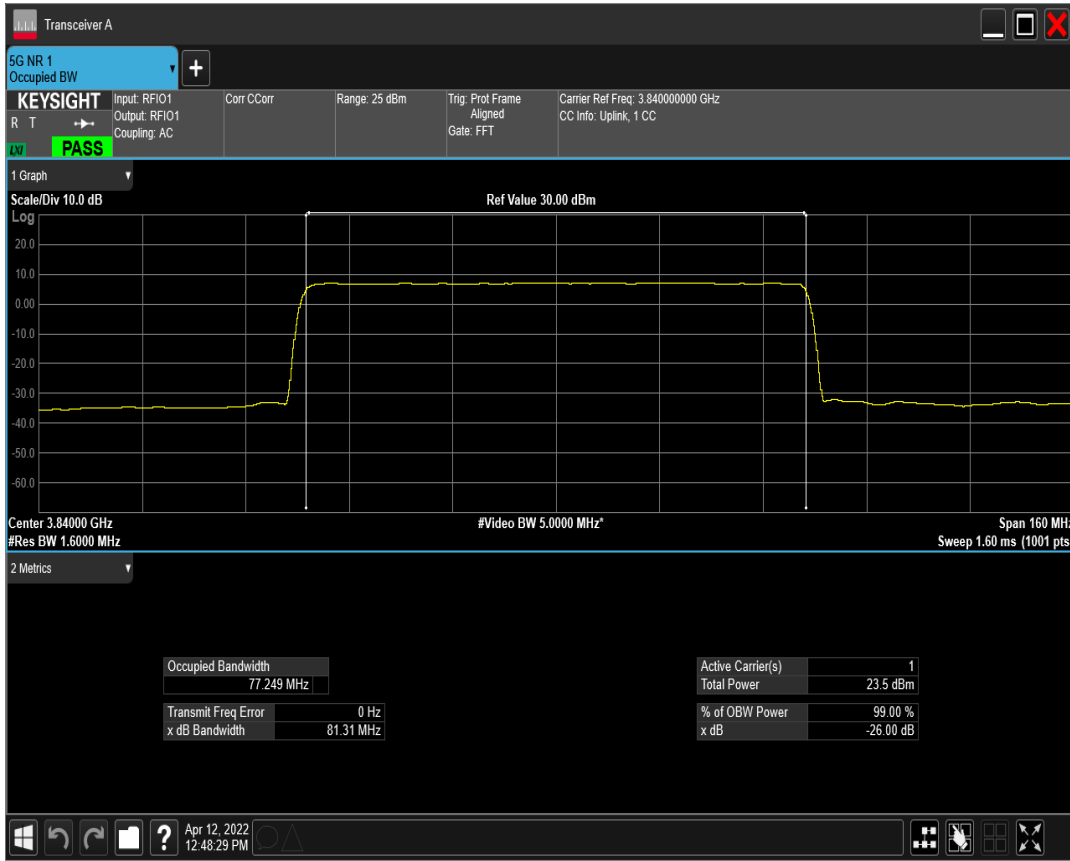 Transceiver A
5G NR 1
Occupied BW
+
KEYSIGHT
R T
LXI
PASS
Input: RFIO1
Output: RFIO1
Coupling: AC
Corr CCorr
Range: 25 dBm
Trig: Prot Frame
Aligned
Gate: FFT
Carrier Ref Freq: 3.840000000 GHz
CC Info: Uplink, 1 CC
1 Graph
Scale/Div 10.0 dB
Ref Value 30.00 dBm
Log
20.0
10.0
0.00
-10.0
-20.0
-30.0
-40.0
-50.0
-60.0
Center 3.84000 GHz
#Video BW 5.0000 MHz*
Span 160 MHz
#Res BW 1.6000 MHz
Sweep 1.60 ms (1001 pts
2 Metrics
Occupied Bandwidth
77.249 MHz
Transmit Freq Error 0 Hz
x dB Bandwidth 81.31 MHz
Active Carrier(s) 1
Total Power 23.5 dBm
% of OBW Power 99.00 %
x dB -26.00 dB
?
Apr 12, 2022
12:48:29 PM